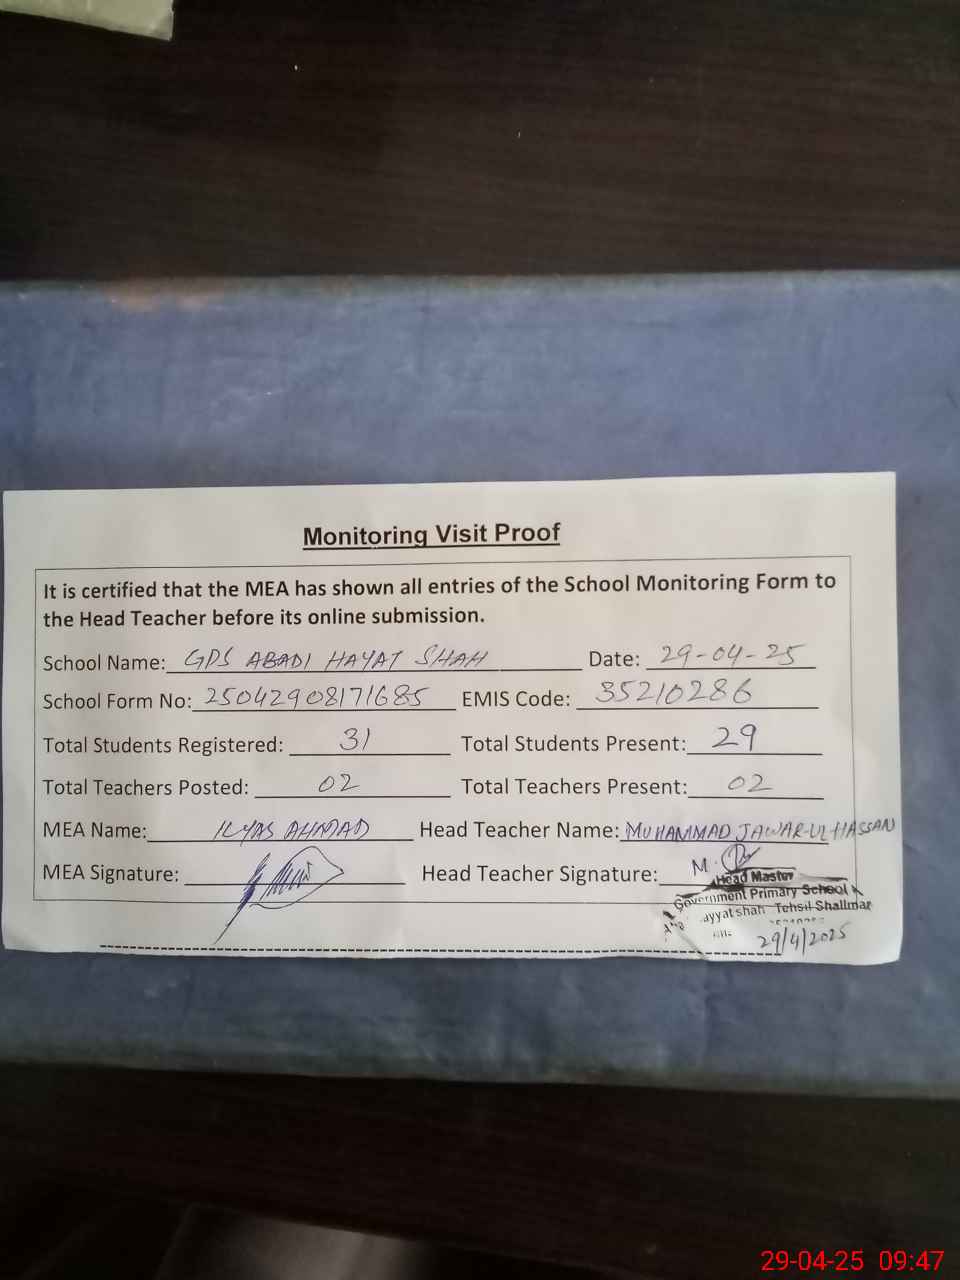 Monitoring Visit Proof
It is certified that the MEA has shown all entries of the School Monitoring Form to
the Head Teacher before its online submission.
School Name: GPS ABADI HAYAT SHAH Date: 29-04-25
School Form No: 25042908171685 EMIS Code: 35210286
Total Students Registered: 31 Total Students Present: 29
Total Teachers Posted: 02 Total Teachers Present: 02
MEA Name: ILYAS AHMAD Head Teacher Name: MUHAMMAD JAWAR-UL-HASSAN
MEA Signature: Head Teacher Signature: M.
Head Master
Government Primary School
Tehsil Shalimar
29/4/2025
29-04-25 09:47